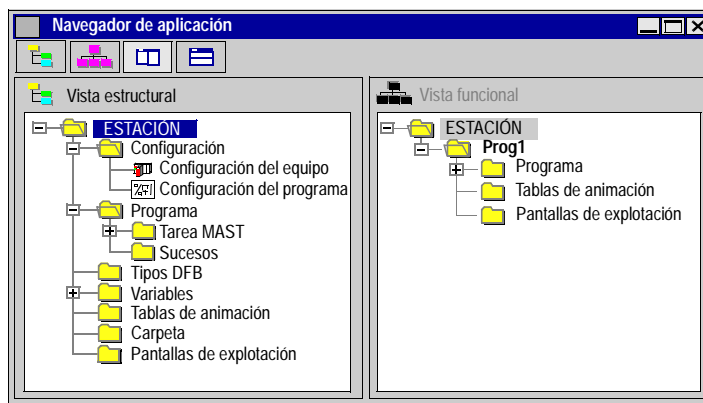 Navegador de aplicación
Vista estructural
ESTACIÓN
Configuración
Configuración del equipo
Configuración del programa
Programa
Tarea MAST
Sucesos
Tipos DFB
Variables
Tablas de animación
Carpeta
Pantallas de explotación
Vista funcional
ESTACIÓN
Prog1
Programa
Tablas de animación
Pantallas de explotación